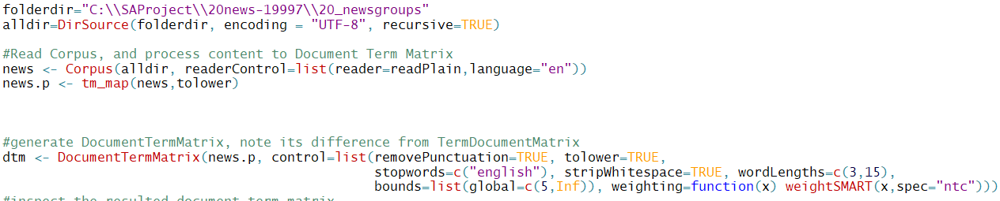 folderdir="C:\\SAProject\\20news-19997\\20_newsgroups"
alldir=DirSource(folderdir, encoding = "UTF-8", recursive=TRUE)
#Read Corpus, and process content to Document Term Matrix
news <- Corpus(alldir, readerControl=list(reader=readPlain,language="en"))
news.p <- tm_map(news,tolower)
#generate DocumentTermMatrix, note its difference from TermDocumentMatrix
dtm <- DocumentTermMatrix(news.p, control=list(removePunctuation=TRUE, tolower=TRUE,
stopwords=c("english"), stripWhitespace=TRUE, wordLengths=c(3,15),
bounds=list(global=c(5,Inf)), weighting=function(x) weightSMART(x,spec="ntc")))
#inspect the resulted document term matrix